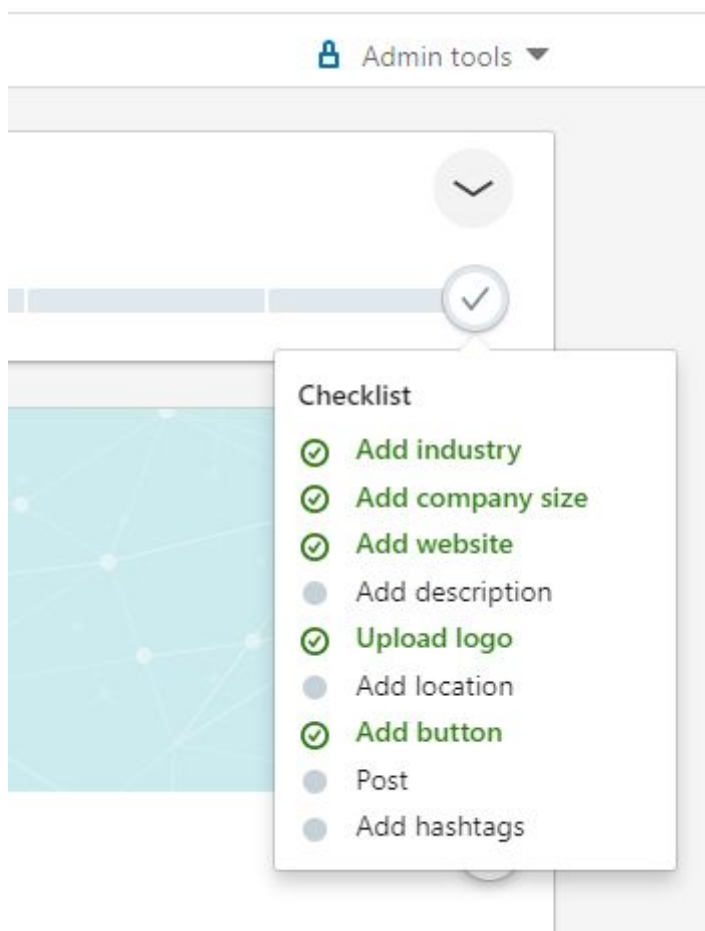 Admin tools
Checklist
Add industry
Add company size
Add website
Add description
Upload logo
Add location
Add button
Post
Add hashtags